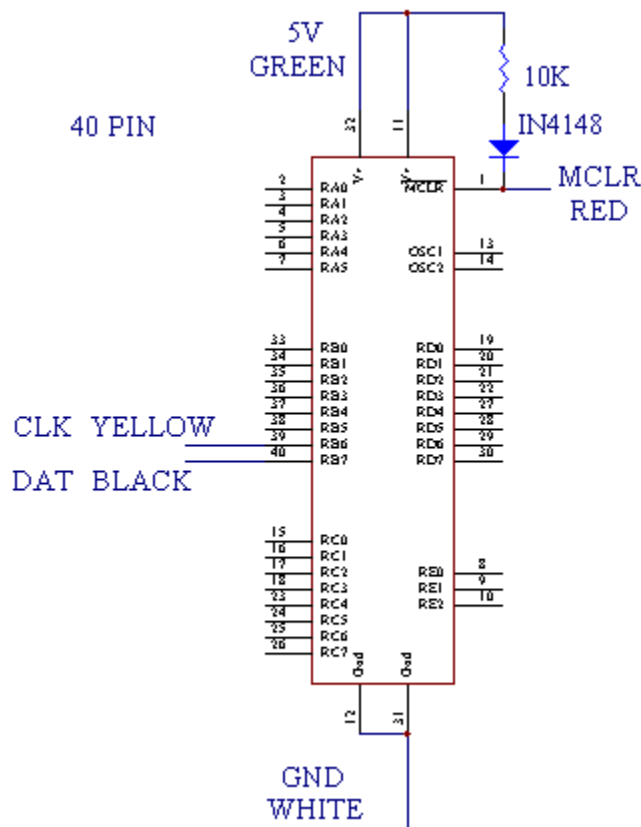 5V
GREEN
10K
40 PIN
IN4148
32
11
V+
V+
MCLR
1
MCLR
RED
2 RA0
3 RA1
4 RA2
5 RA3
6 RA4
7 RA5
OSC1 13
OSC2 14
33 RB0
34 RB1
35 RB2
36 RB3
37 RB4
38 RB5
39 RB6
40 RB7
RD0 19
RD1 20
RD2 21
RD3 22
RD4 27
RD5 28
RD6 29
RD7 30
CLK YELLOW
DAT BLACK
15 RC0
16 RC1
17 RC2
18 RC3
23 RC4
24 RC5
25 RC6
26 RC7
RE0 8
RE1 9
RE2 10
Gnd
Gnd
12
31
GND
WHITE